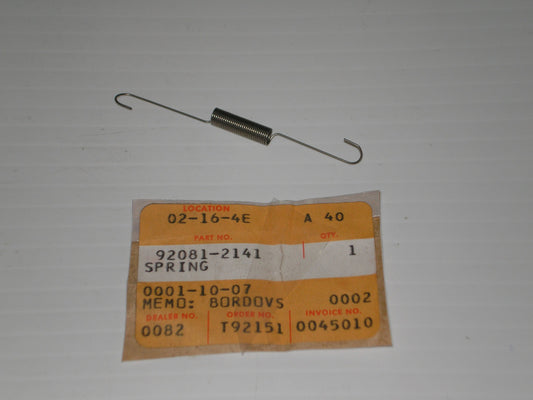 LOCATION
02-16-4E A 40
PART NO. QTY.
92081-2141 1
SPRING
0001-10-07 0002
MEMO: BORDOVS
DEALER NO. ORDER NO. INVOICE NO.
0082 T92151 0045010